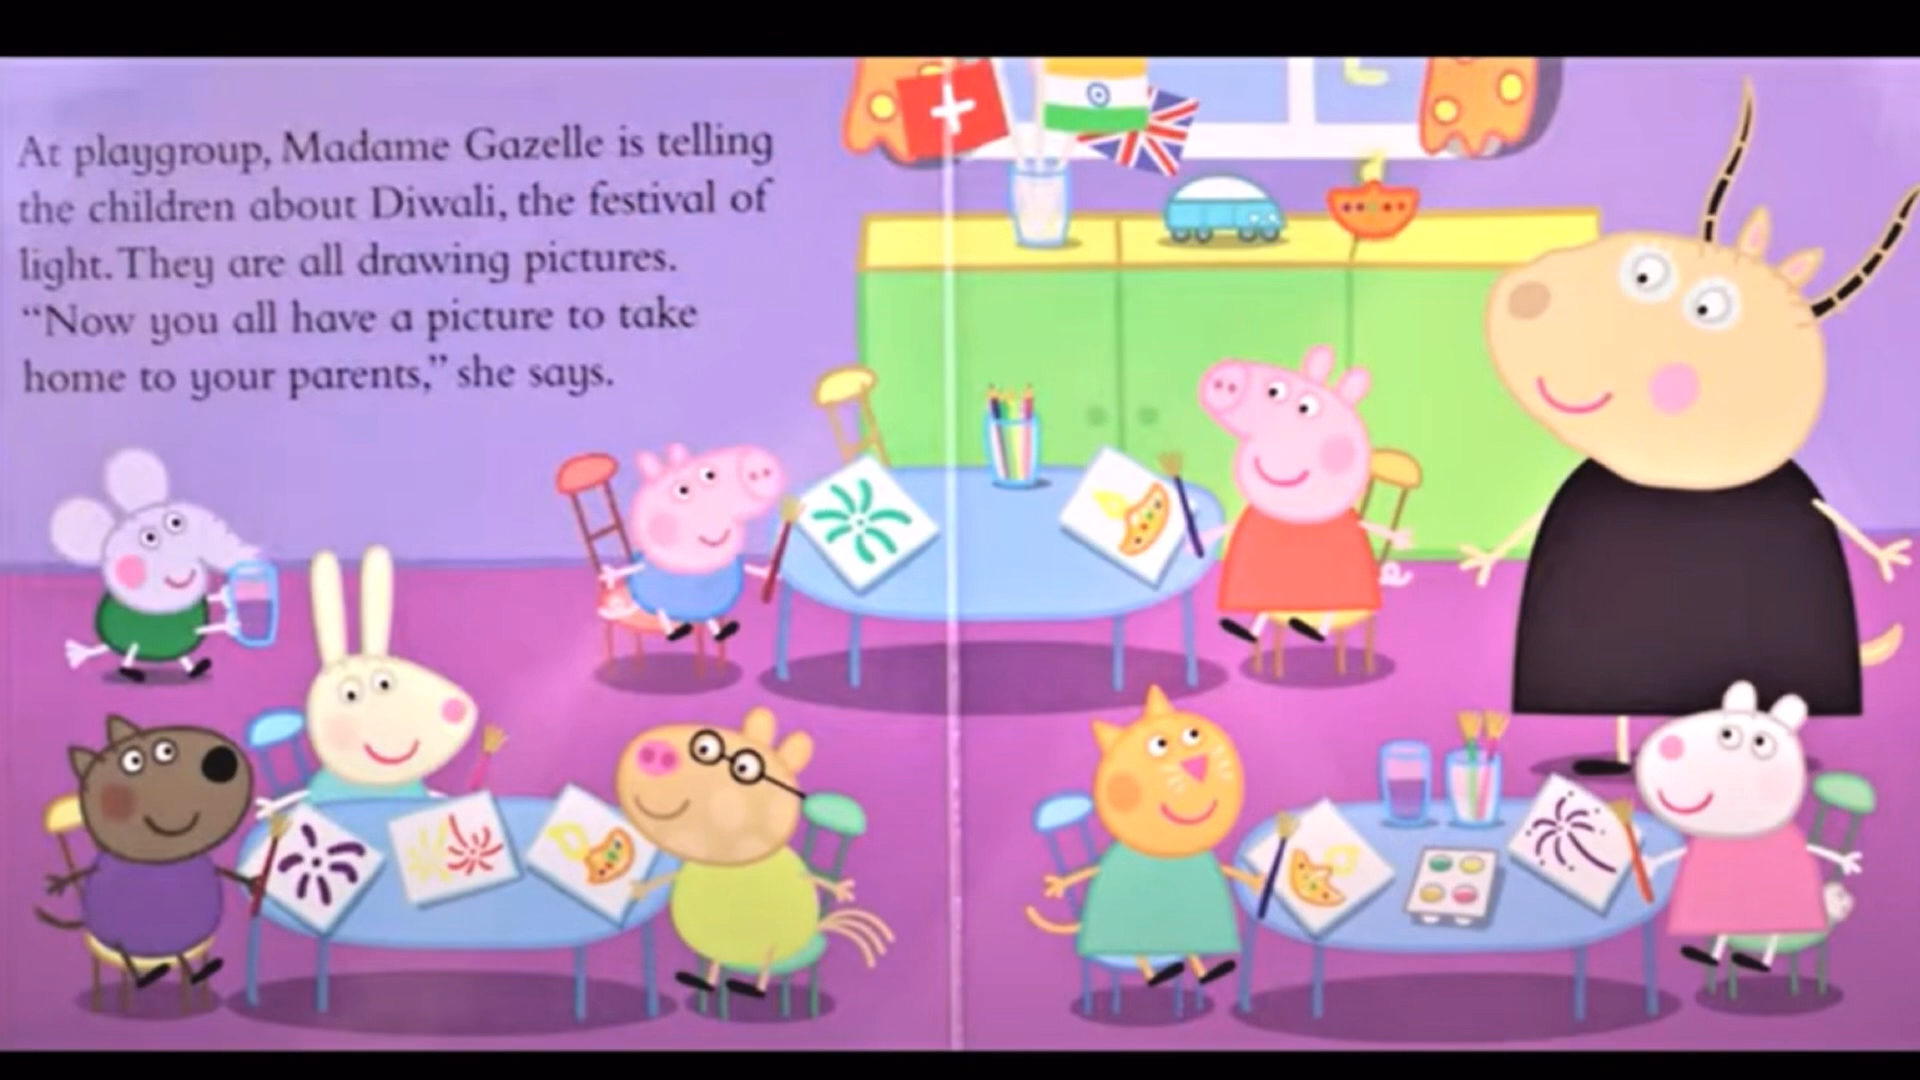 At playgroup, Madame Gazelle is telling
the children about Diwali, the festival of
light. They are all drawing pictures.
“Now you all have a picture to take
home to your parents,” she says.